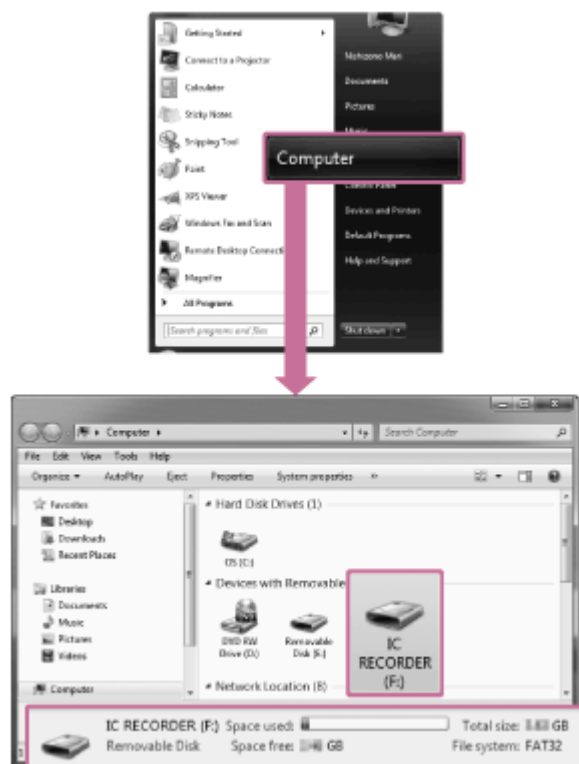 Getting Started
Connect to a Projector
Calculator
Sticky Notes
Snipping Tool
Paint
XPS Viewer
Windows Fax and Scan
Remote Desktop Connecti
Magnifier
All Programs
Search programs and files
Nishizono Mari
Documents
Pictures
Music
Computer
Control Panel
Devices and Printers
Default Programs
Help and Support
Shut down
Computer
Search Computer
File Edit View Tools Help
Organize AutoPlay Eject Properties System properties »
Favorites
Desktop
Downloads
Recent Places
Libraries
Documents
Music
Pictures
Videos
Computer
Hard Disk Drives (1)
OS (C:)
Devices with Removable
DVD RW
Drive (D:)
Removable
Disk (E:)
IC
RECORDER
(F:)
Network Location (8)
IC RECORDER (F:) Space used: Total size: GB
Removable Disk Space free: GB File system: FAT32